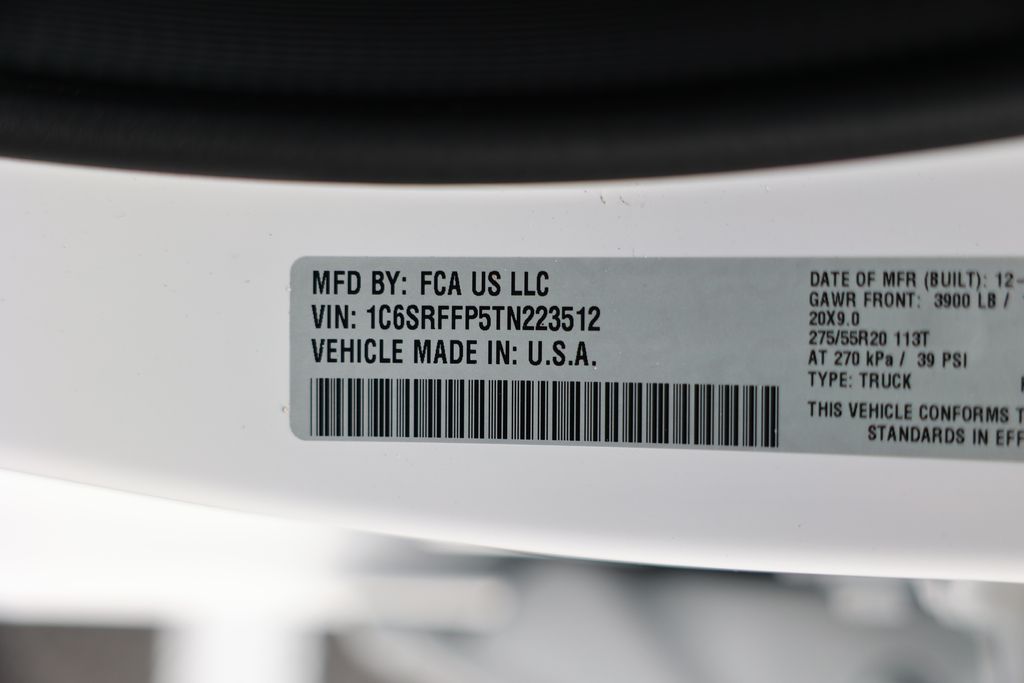 MFD BY: FCA US LLC
VIN: 1C6SRFFP5TN223512
VEHICLE MADE IN: U.S.A.
DATE OF MFR (BUILT): 12-
GAWR FRONT: 3900 LB /
20X9.0
275/55R20 113T
AT 270 kPa / 39 PSI
TYPE: TRUCK
THIS VEHICLE CONFORMS T
STANDARDS IN EFF